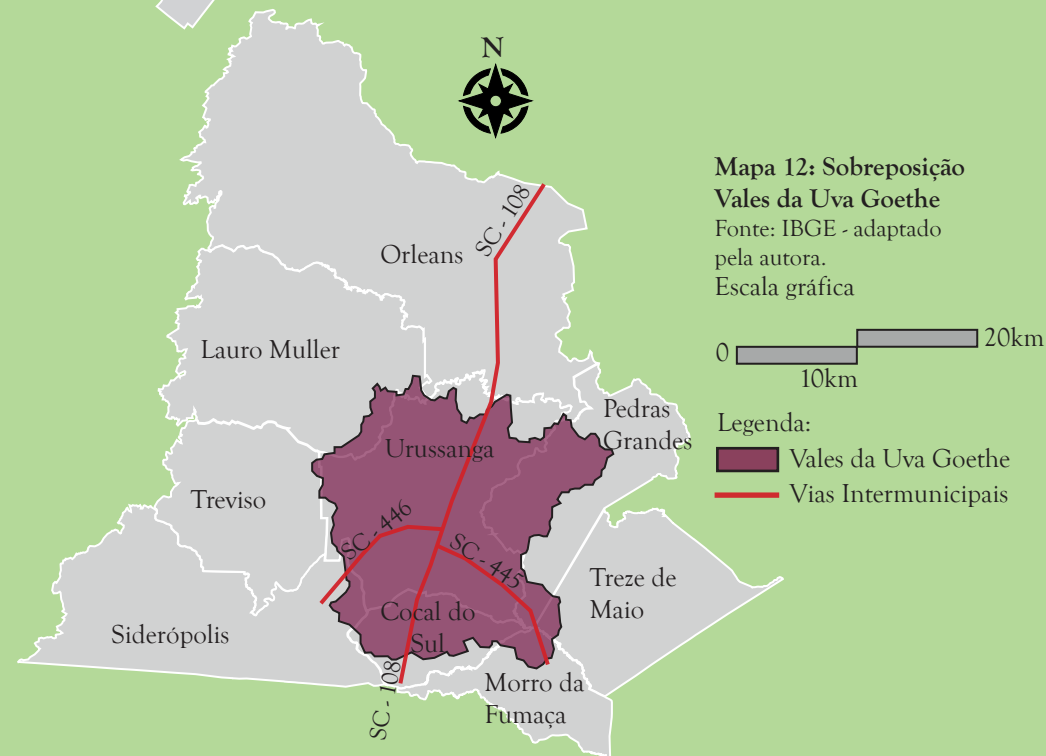 N
Mapa 12: Sobreposição
Vales da Uva Goethe
Fonte: IBGE - adaptado
pela autora.
Escala gráfica
0
10km
20km
Legenda:
Vales da Uva Goethe
Vias Intermunicipais
SC - 108
Orleans
Lauro Muller
Pedras
Grandes
Urussanga
Treviso
SC - 446
SC - 445
Treze de
Maio
Cocal do
Sul
Siderópolis
SC - 108
Morro da
Fumaça